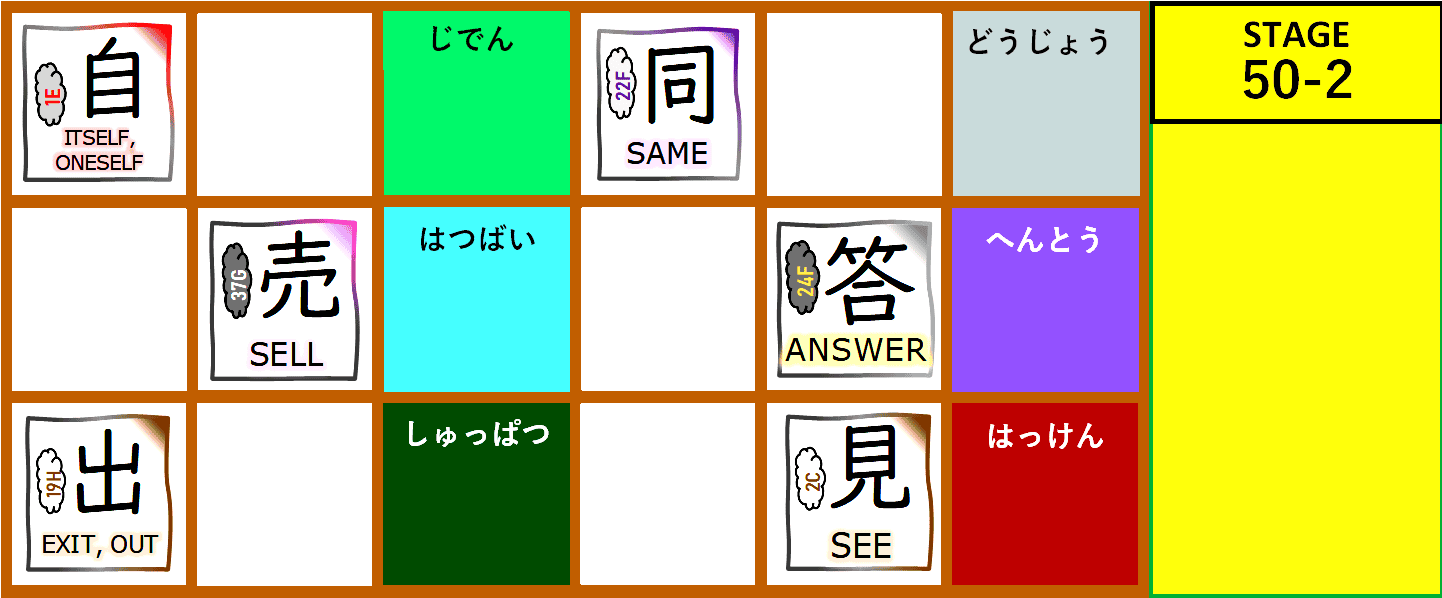 自
1E
ITSELF,
ONESELF
じでん
同
22F
SAME
どうじょう
STAGE
50-2
売
37G
SELL
はつばい
答
24F
ANSWER
へんとう
出
19H
EXIT, OUT
しゅっぱつ
見
2C
SEE
はっけん